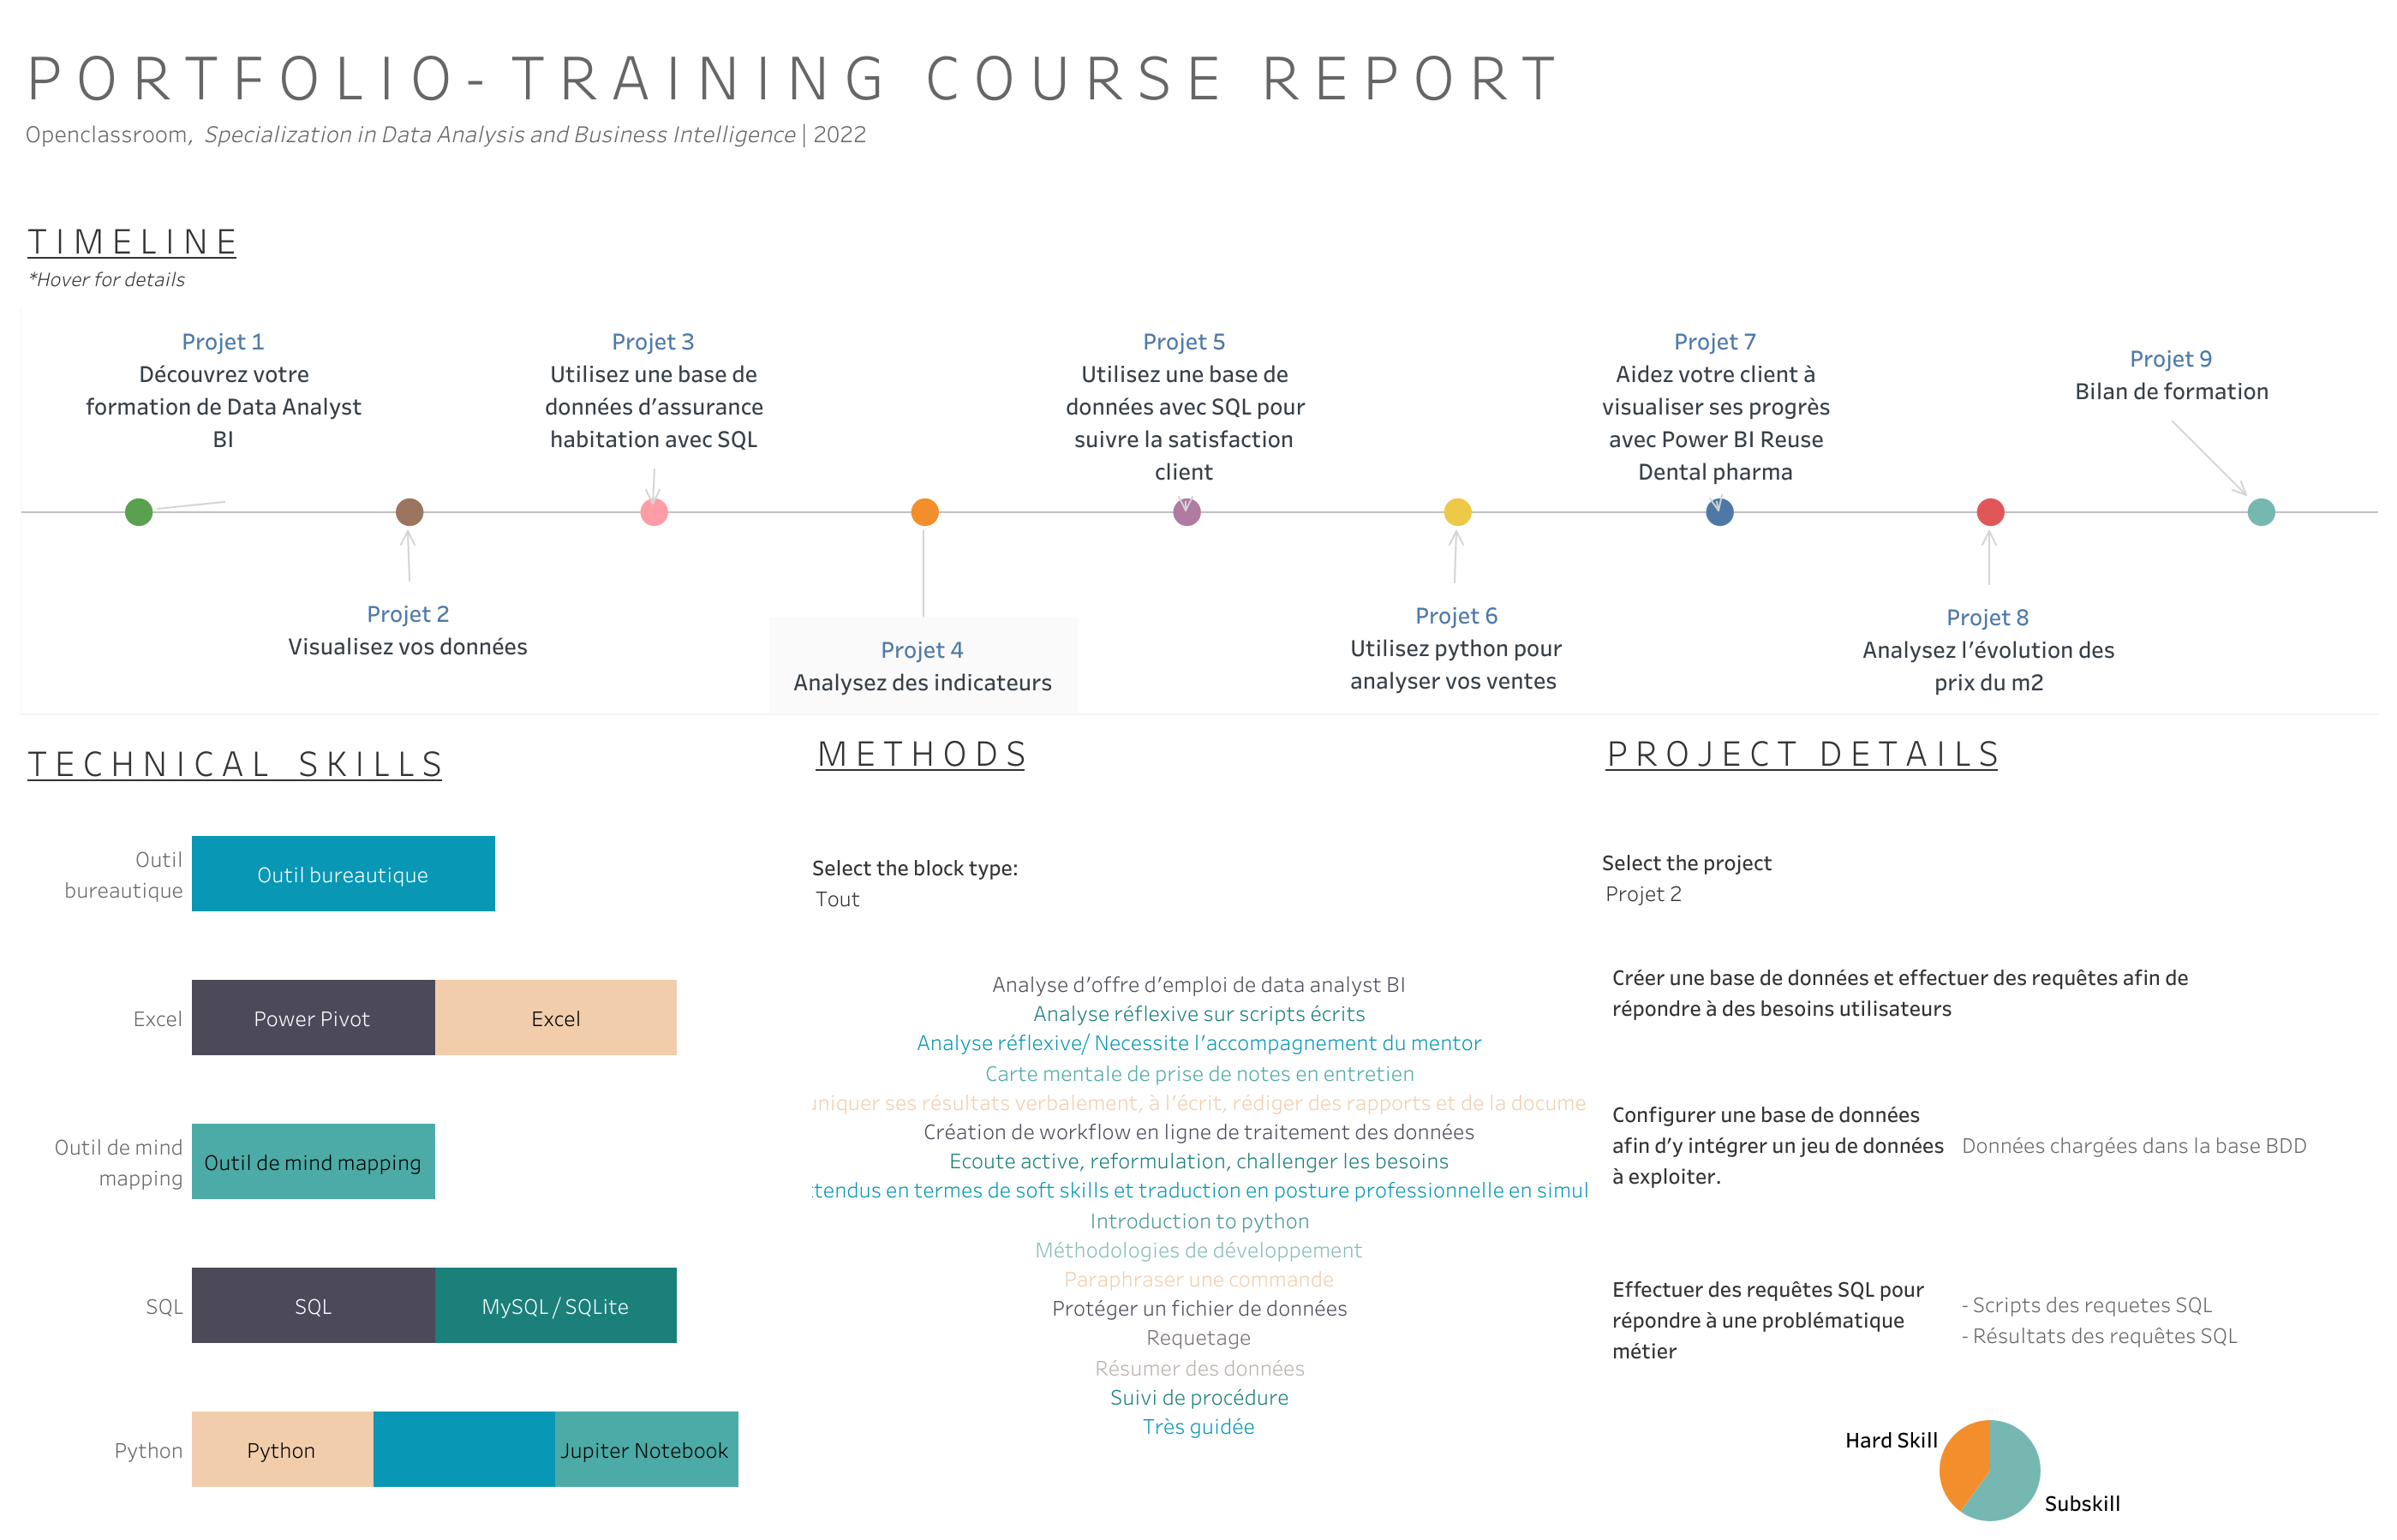 PORTFOLIO- TRAINING COURSE REPORT
Openclassroom, Specialization in Data Analysis and Business Intelligence | 2022
TIMELINE
*Hover for details
Projet 1
Découvrez votre
formation de Data Analyst
BI
Projet 3
Utilisez une base de
données d’assurance
habitation avec SQL
Projet 5
Utilisez une base de
données avec SQL pour
suivre la satisfaction
client
Projet 7
Aidez votre client à
visualiser ses progrès
avec Power BI Reuse
Dental pharma
Projet 9
Bilan de formation
Projet 2
Visualisez vos données
Projet 4
Analysez des indicateurs
Projet 6
Utilisez python pour
analyser vos ventes
Projet 8
Analysez l’évolution des
prix du m2
TECHNICAL SKILLS
Outil
bureautique
Outil bureautique
Excel
Power Pivot
Excel
Outil de mind
mapping
Outil de mind mapping
SQL
SQL
MySQL / SQLite
Python
Python
Jupiter Notebook
METHODS
Select the block type:
Tout
Analyse d’offre d’emploi de data analyst BI
Analyse réflexive sur scripts écrits
Analyse réflexive/ Necessite l’accompagnement du mentor
Carte mentale de prise de notes en entretien
uniquer ses résultats verbalement, à l’écrit, rédiger des rapports et de la docume
Création de workflow en ligne de traitement des données
Ecoute active, reformulation, challenger les besoins
tendus en termes de soft skills et traduction en posture professionnelle en simul
Introduction to python
Méthodologies de développement
Paraphraser une commande
Protéger un fichier de données
Requetage
Résumer des données
Suivi de procédure
Très guidée
PROJECT DETAILS
Select the project
Projet 2
Créer une base de données et effectuer des requêtes afin de
répondre à des besoins utilisateurs
Configurer une base de données
afin d’y intégrer un jeu de données
à exploiter.
Données chargées dans la base BDD
Effectuer des requêtes SQL pour
répondre à une problématique
métier
- Scripts des requetes SQL
- Résultats des requêtes SQL
Hard Skill
Subskill